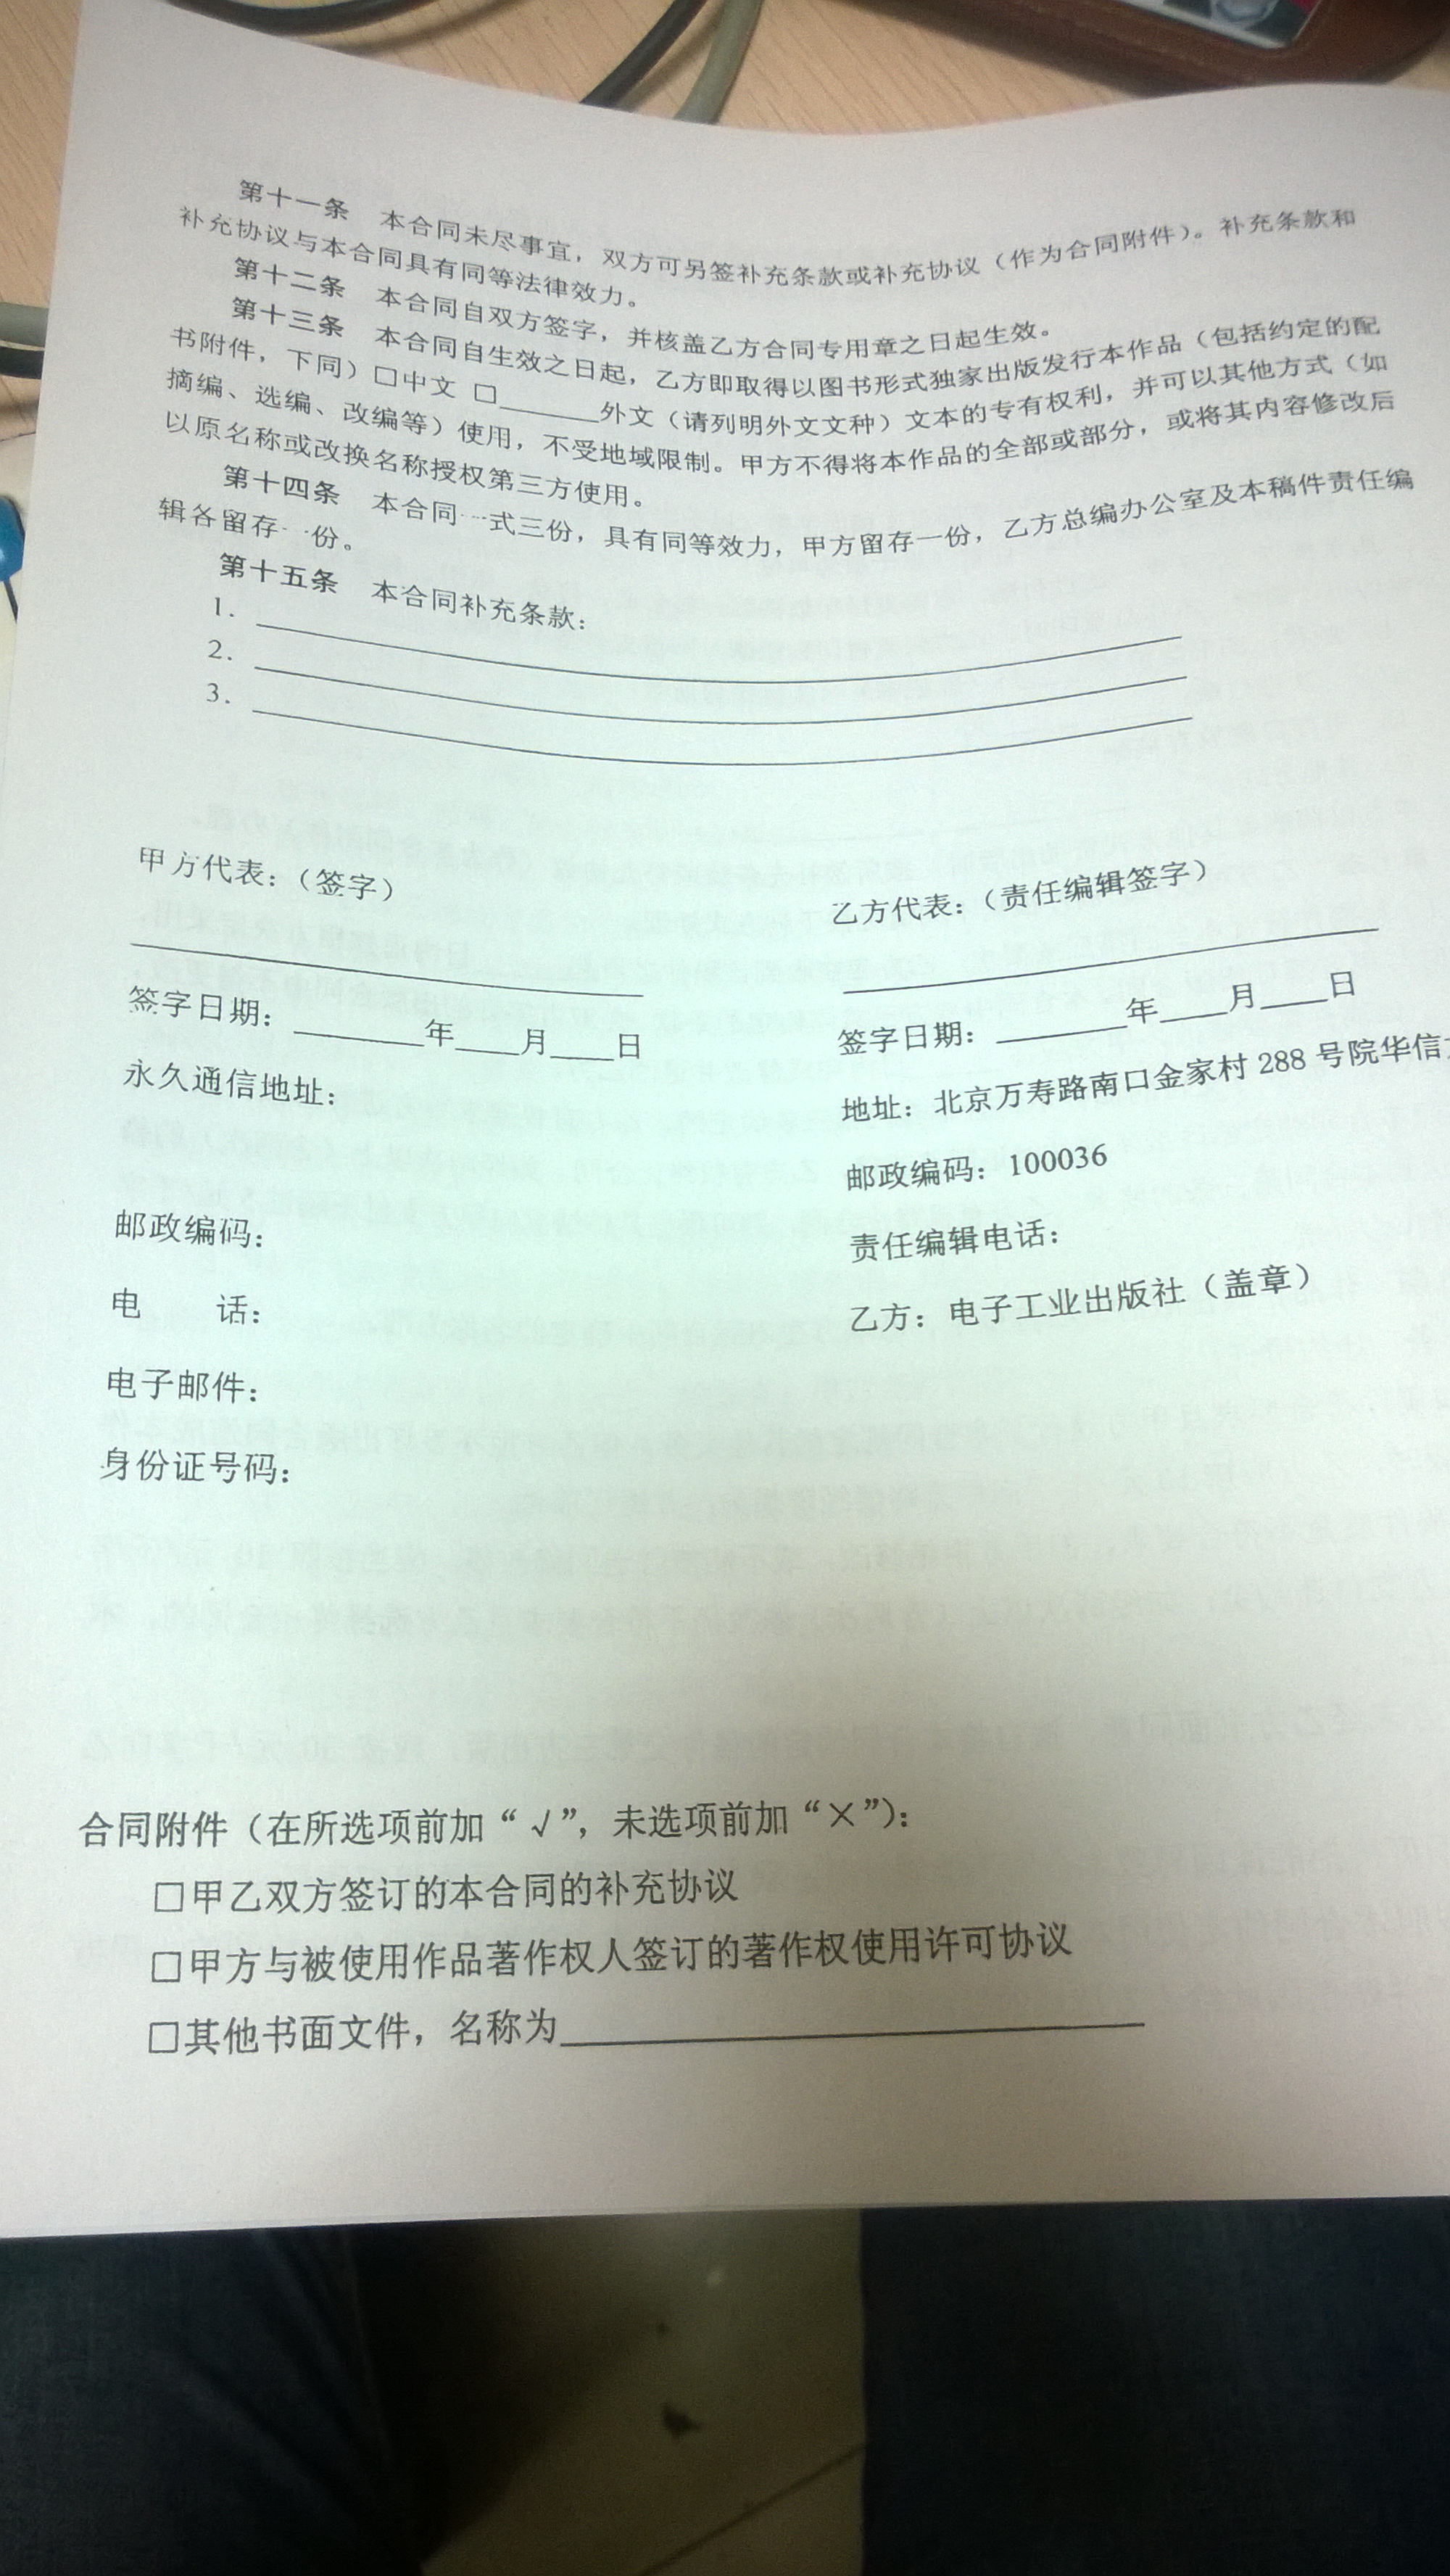 第十一条 本合同未尽事宜，双方可另签补充条款或补充协议（作为合同附件）。补充条款和
补充协议与本合同具有同等法律效力。
第十二条 本合同自双方签字，并核盖乙方合同专用章之日起生效。
第十三条 本合同自生效之日起，乙方即取得以图书形式独家出版发行本作品（包括约定的配
书附件，下同）□中文 □______外文（请列明外文文种）文本的专有权利，并可以其他方式（如
摘编、选编、改编等）使用，不受地域限制。甲方不得将本作品的全部或部分，或将其内容修改后
以原名称或改换名称授权第三方使用。
第十四条 本合同一式三份，具有同等效力，甲方留存一份，乙方总编办公室及本稿件责任编
辑各留存一份。
第十五条 本合同补充条款：
1.
2.
3.
甲方代表：（签字）
签字日期：________年____月____日
永久通信地址：
邮政编码：
电 话：
电子邮件：
身份证号码：
乙方代表：（责任编辑签字）
签字日期：________年____月____日
地址：北京万寿路南口金家村 288 号院华信
邮政编码：100036
责任编辑电话：
乙方：电子工业出版社（盖章）
合同附件（在所选项前加“√”，未选项前加“×”）：
□甲乙双方签订的本合同的补充协议
□甲方与被使用作品著作权人签订的著作权使用许可协议
□其他书面文件，名称为______________